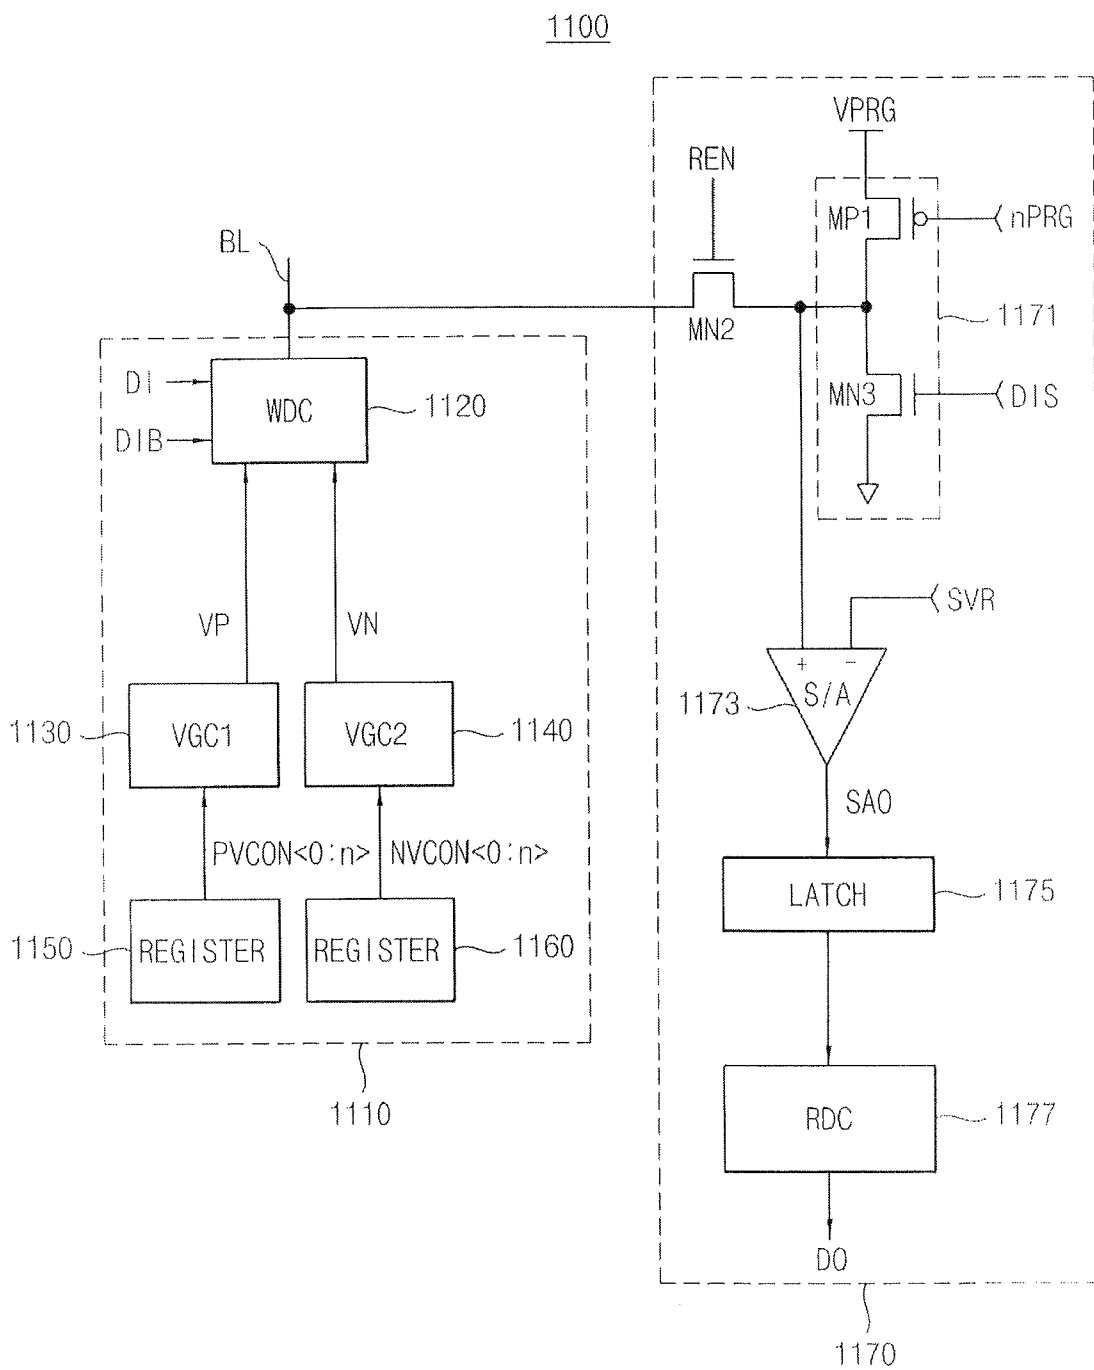 1100
VPRG
REN
MP1
nPRG
BL
MN2
1171
DI
WDC
1120
MN3
DIS
DIB
VP
VN
SVR
+ −
S/A
1173
1130
VGC1
VGC2
1140
SAO
PVCON<0:n>
NVCON<0:n>
LATCH
1175
1150
REGISTER
REGISTER
1160
1110
RDC
1177
DO
1170